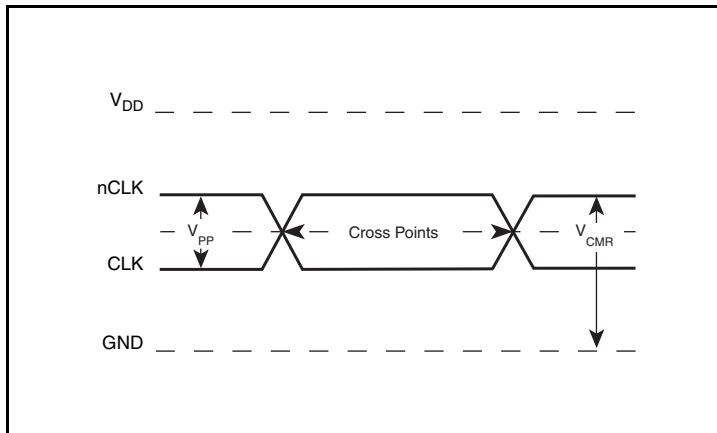 VDD
nCLK
VPP
Cross Points
VCMR
CLK
GND